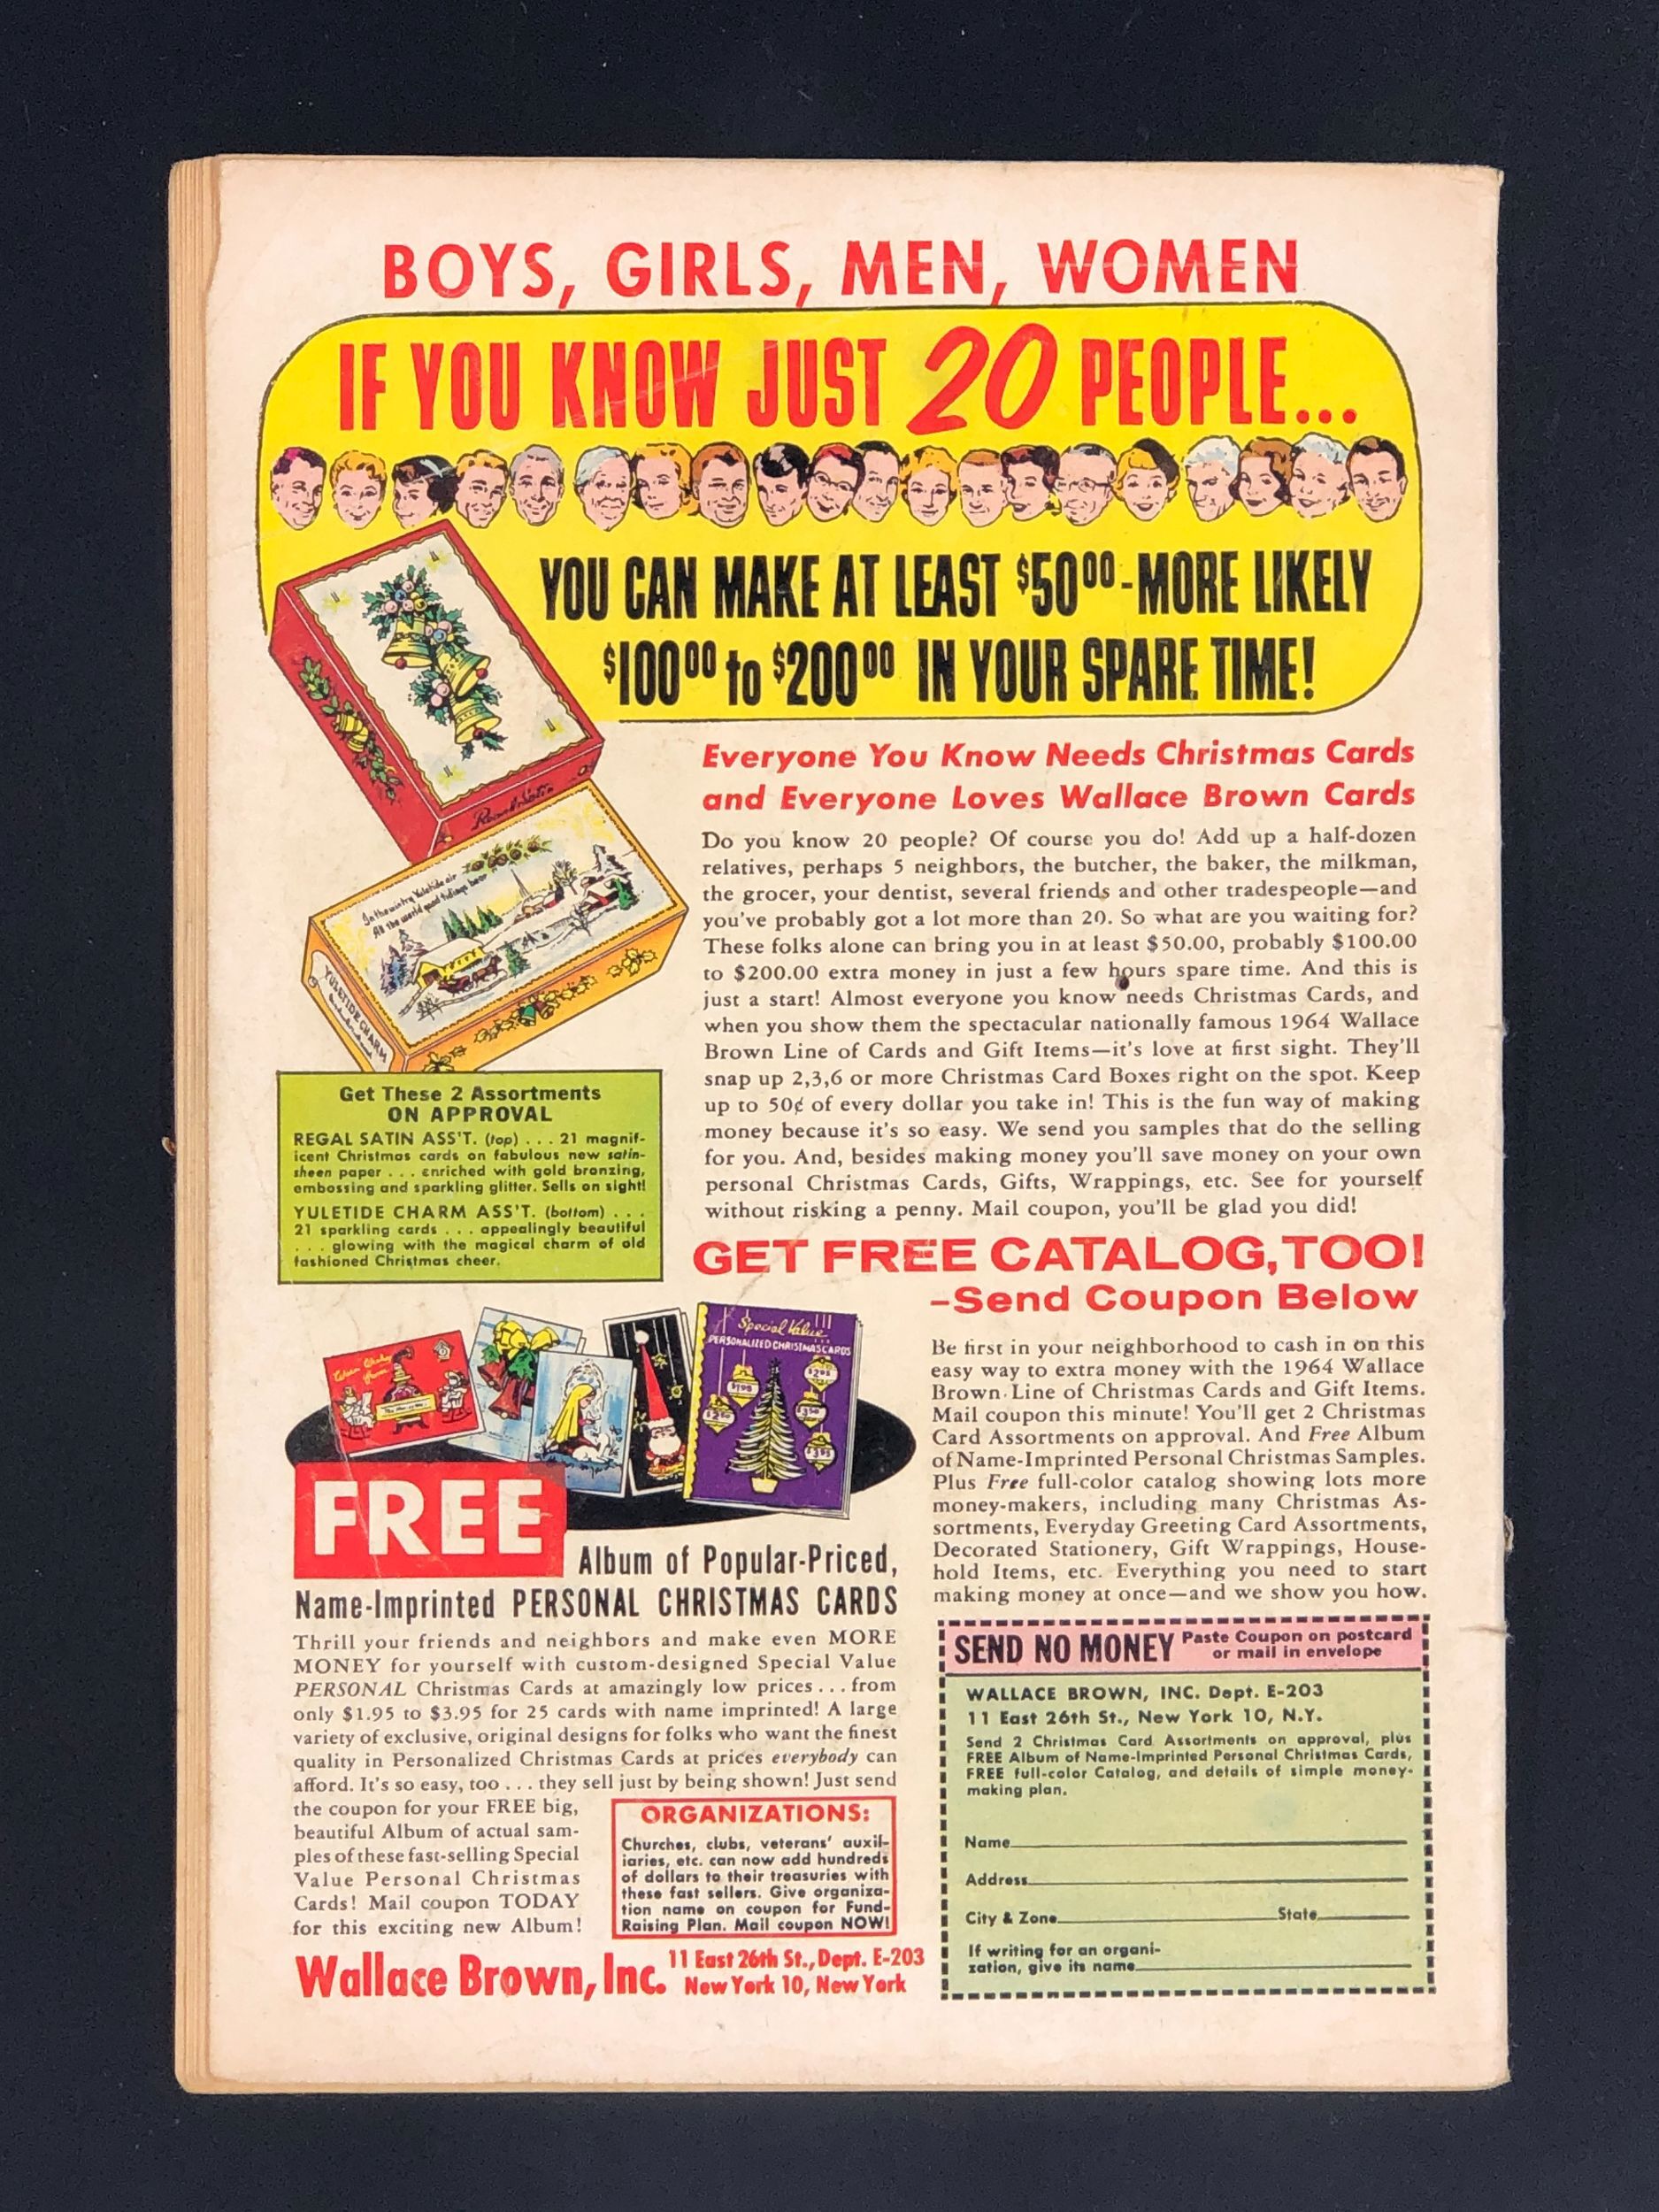 BOYS, GIRLS, MEN, WOMEN
IF YOU KNOW JUST 20 PEOPLE...
YOU CAN MAKE AT LEAST $50.00-MORE LIKELY
$100.00 to $200.00 IN YOUR SPARE TIME!
Regal Satin
In the wintry Yuletide air
All the world good tidings bear
YULETIDE CHARM
Everyone You Know Needs Christmas Cards
and Everyone Loves Wallace Brown Cards
Do you know 20 people? Of course you do! Add up a half-dozen
relatives, perhaps 5 neighbors, the butcher, the baker, the milkman,
the grocer, your dentist, several friends and other tradespeople—and
you've probably got a lot more than 20. So what are you waiting for?
These folks alone can bring you in at least $50.00, probably $100.00
to $200.00 extra money in just a few hours spare time. And this is
just a start! Almost everyone you know needs Christmas Cards, and
when you show them the spectacular nationally famous 1964 Wallace
Brown Line of Cards and Gift Items—it's love at first sight. They'll
snap up 2,3,6 or more Christmas Card Boxes right on the spot. Keep
up to 50¢ of every dollar you take in! This is the fun way of making
money because it's so easy. We send you samples that do the selling
for you. And, besides making money you'll save money on your own
personal Christmas Cards, Gifts, Wrappings, etc. See for yourself
without risking a penny. Mail coupon, you'll be glad you did!
Get These 2 Assortments
ON APPROVAL
REGAL SATIN ASS'T. (top) . . . 21 magnif-
icent Christmas cards on fabulous new satin-
sheen paper . . . enriched with gold bronzing,
embossing and sparkling glitter. Sells on sight!
YULETIDE CHARM ASS'T. (bottom) . . .
21 sparkling cards . . . appealingly beautiful
. . . glowing with the magical charm of old
fashioned Christmas cheer.
GET FREE CATALOG, TOO!
-Send Coupon Below
Be first in your neighborhood to cash in on this
easy way to extra money with the 1964 Wallace
Brown Line of Christmas Cards and Gift Items.
Mail coupon this minute! You'll get 2 Christmas
Card Assortments on approval. And Free Album
of Name-Imprinted Personal Christmas Samples.
Plus Free full-color catalog showing lots more
money-makers, including many Christmas As-
sortments, Everyday Greeting Card Assortments,
Decorated Stationery, Gift Wrappings, House-
hold Items, etc. Everything you need to start
making money at once—and we show you how.
Special Value
PERSONALIZED CHRISTMAS CARDS
$2.95
$1.95
$3.95
FREE
Album of Popular-Priced,
Name-Imprinted PERSONAL CHRISTMAS CARDS
Thrill your friends and neighbors and make even MORE
MONEY for yourself with custom-designed Special Value
PERSONAL Christmas Cards at amazingly low prices . . . from
only $1.95 to $3.95 for 25 cards with name imprinted! A large
variety of exclusive, original designs for folks who want the finest
quality in Personalized Christmas Cards at prices everybody can
afford. It's so easy, too . . . they sell just by being shown! Just send
the coupon for your FREE big,
beautiful Album of actual sam-
ples of these fast-selling Special
Value Personal Christmas
Cards! Mail coupon TODAY
for this exciting new Album!
ORGANIZATIONS:
Churches, clubs, veterans' auxil-
iaries, etc. can now add hundreds
of dollars to their treasuries with
these fast sellers. Give organiza-
tion name on coupon for Fund-
Raising Plan. Mail coupon NOW!
Wallace Brown, Inc. 11 East 26th St., Dept. E-203
New York 10, New York
SEND NO MONEY Paste Coupon on postcard
or mail in envelope
WALLACE BROWN, INC. Dept. E-203
11 East 26th St., New York 10, N.Y.
Send 2 Christmas Card Assortments on approval, plus
FREE Album of Name-Imprinted Personal Christmas Cards,
FREE full-color Catalog, and details of simple money-
making plan.
Name
Address
City & Zone State
If writing for an organi-
zation, give its name